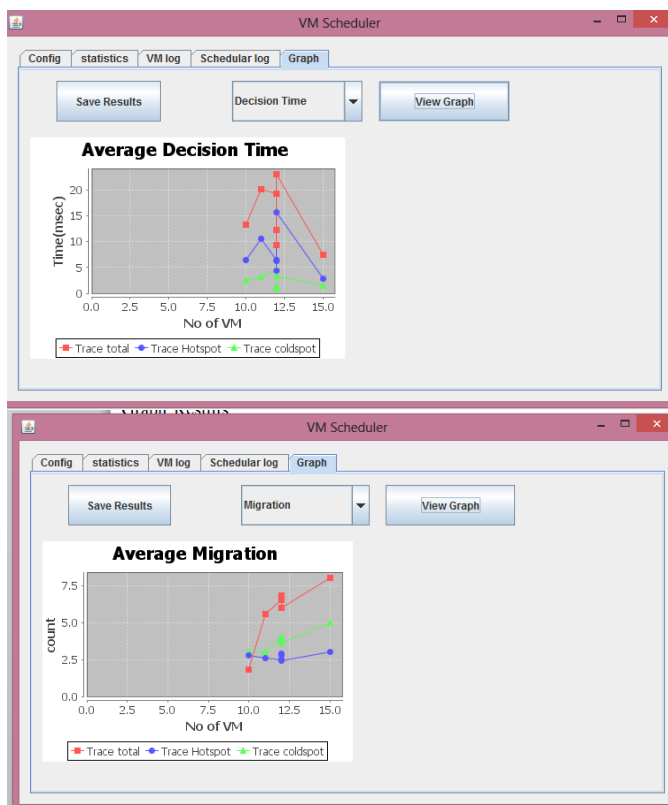 VM Scheduler
Config statistics VM log Schedular log Graph
Save Results Decision Time View Graph
Average Decision Time
Time(msec)
20
15
10
5
0
0.0 2.5 5.0 7.5 10.0 12.5 15.0
No of VM
Trace total Trace Hotspot Trace coldspot
Graph Results
VM Scheduler
Config statistics VM log Schedular log Graph
Save Results Migration View Graph
Average Migration
count
7.5
5.0
2.5
0.0
0.0 2.5 5.0 7.5 10.0 12.5 15.0
No of VM
Trace total Trace Hotspot Trace coldspot